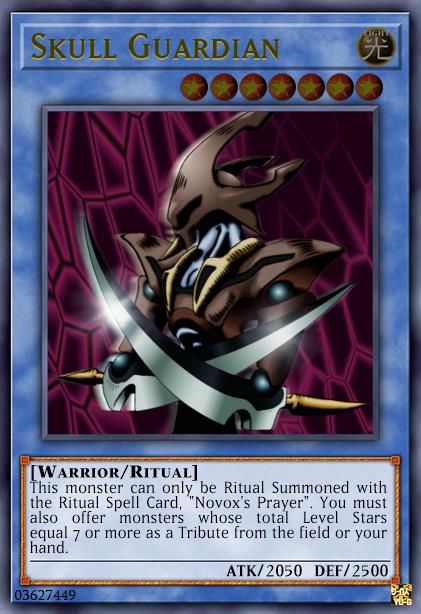 Skull Guardian
LIGHT
光
[Warrior/Ritual]
This monster can only be Ritual Summoned with
the Ritual Spell Card, "Novox's Prayer". You must
also offer monsters whose total Level Stars
equal 7 or more as a Tribute from the field or your
hand.
ATK/2050 DEF/2500
03627449